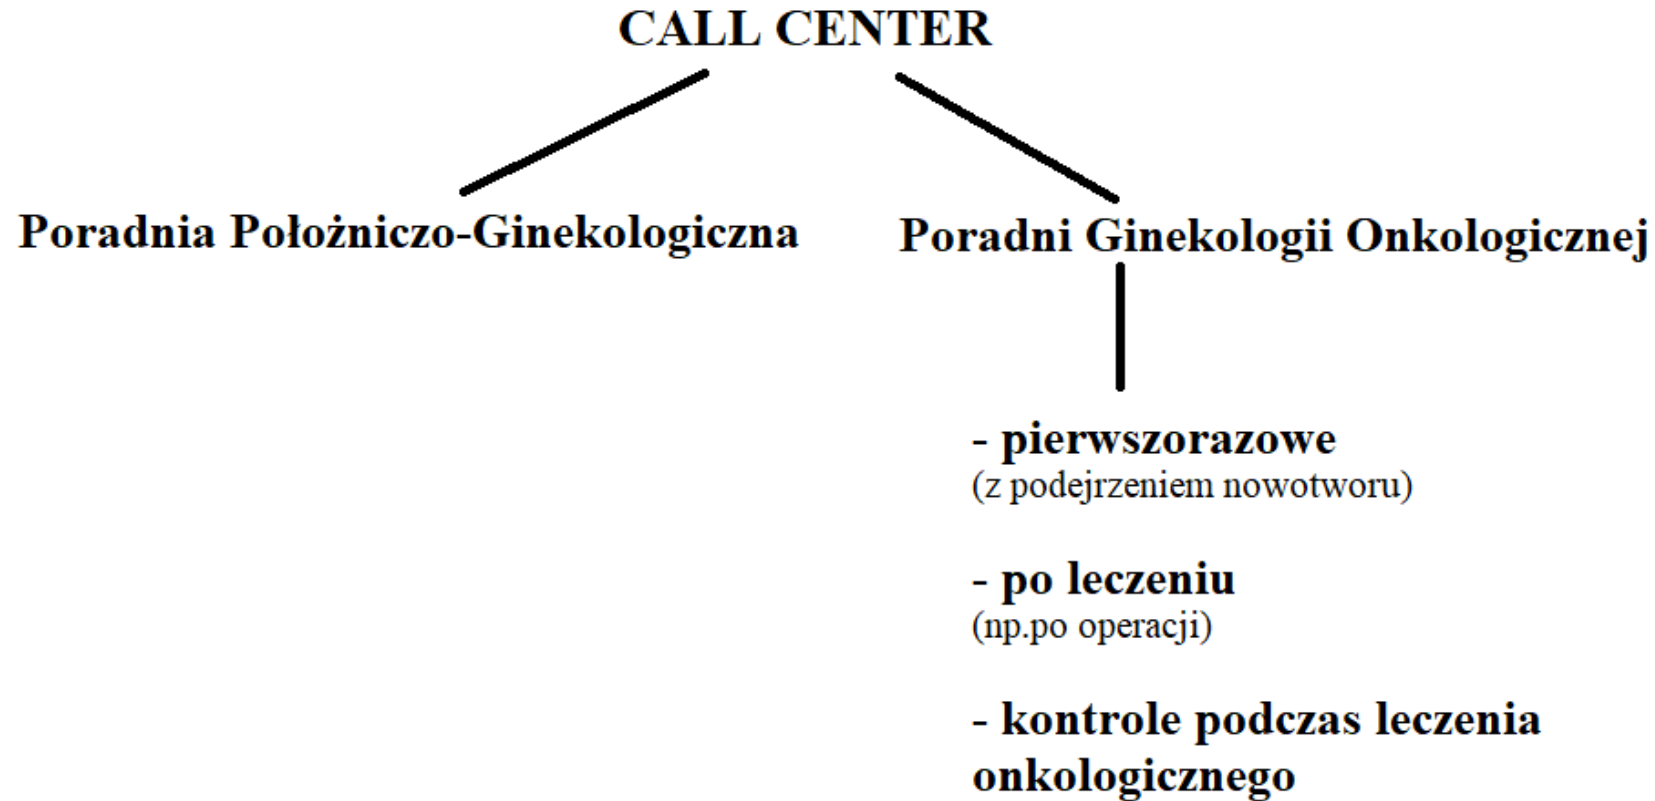 CALL CENTER
Poradnia Położniczo-Ginekologiczna
Poradni Ginekologii Onkologicznej
- pierwszorazowe
(z podejrzeniem nowotworu)
- po leczeniu
(np.po operacji)
- kontrole podczas leczenia
onkologicznego